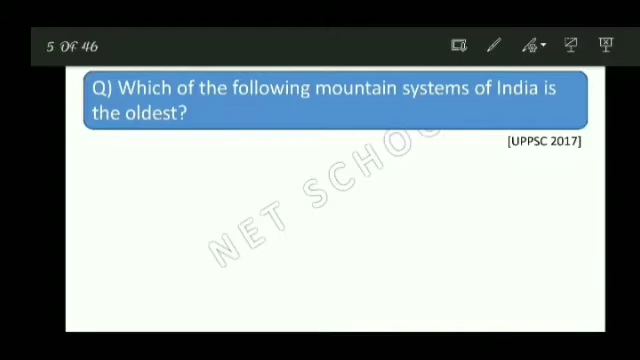 5 OF 46
Q) Which of the following mountain systems of India is
the oldest?
[UPPSC 2017]
NET SCHO